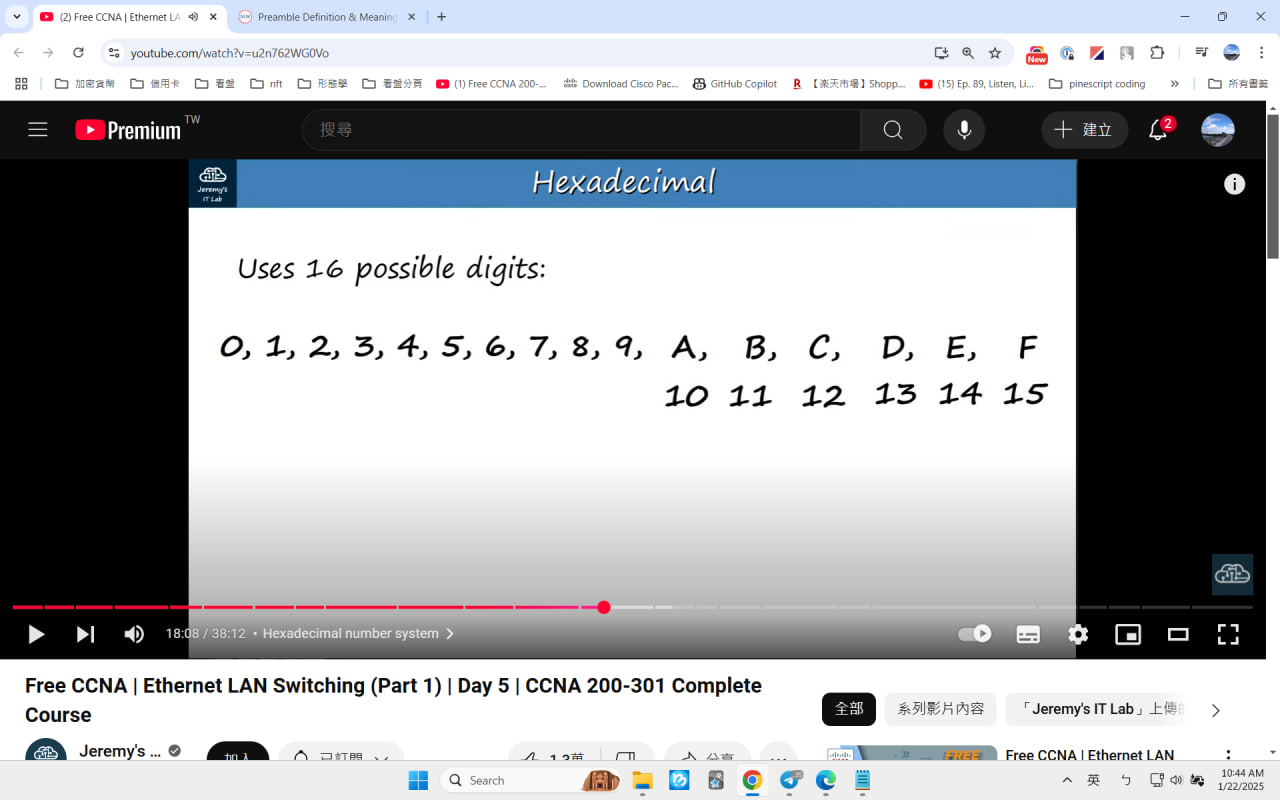 (2) Free CCNA | Ethernet LA
Preamble Definition & Meaning
youtube.com/watch?v=u2n762WG0Vo
New
加密貨幣
信用卡
看盤
nft
形態學
看盤分頁
(1) Free CCNA 200-...
Download Cisco Pac...
GitHub Copilot
【楽天市場】Shopp...
(15) Ep. 89, Listen, Li...
pinescript coding
所有書籤
Premium TW
搜尋
建立
2
Jeremy's
IT Lab
Hexadecimal
Uses 16 possible digits:
0, 1, 2, 3, 4, 5, 6, 7, 8, 9, A, B, C, D, E, F
10 11 12 13 14 15
18:08 / 38:12 • Hexadecimal number system
Free CCNA | Ethernet LAN Switching (Part 1) | Day 5 | CCNA 200-301 Complete
Course
全部
系列影片內容
「Jeremy's IT Lab」上傳的
Jeremy's ...
加入
已訂閱
1.3萬
分享
FREE
Free CCNA | Ethernet LAN
Search
英
ㄅ
10:44 AM
1/22/2025